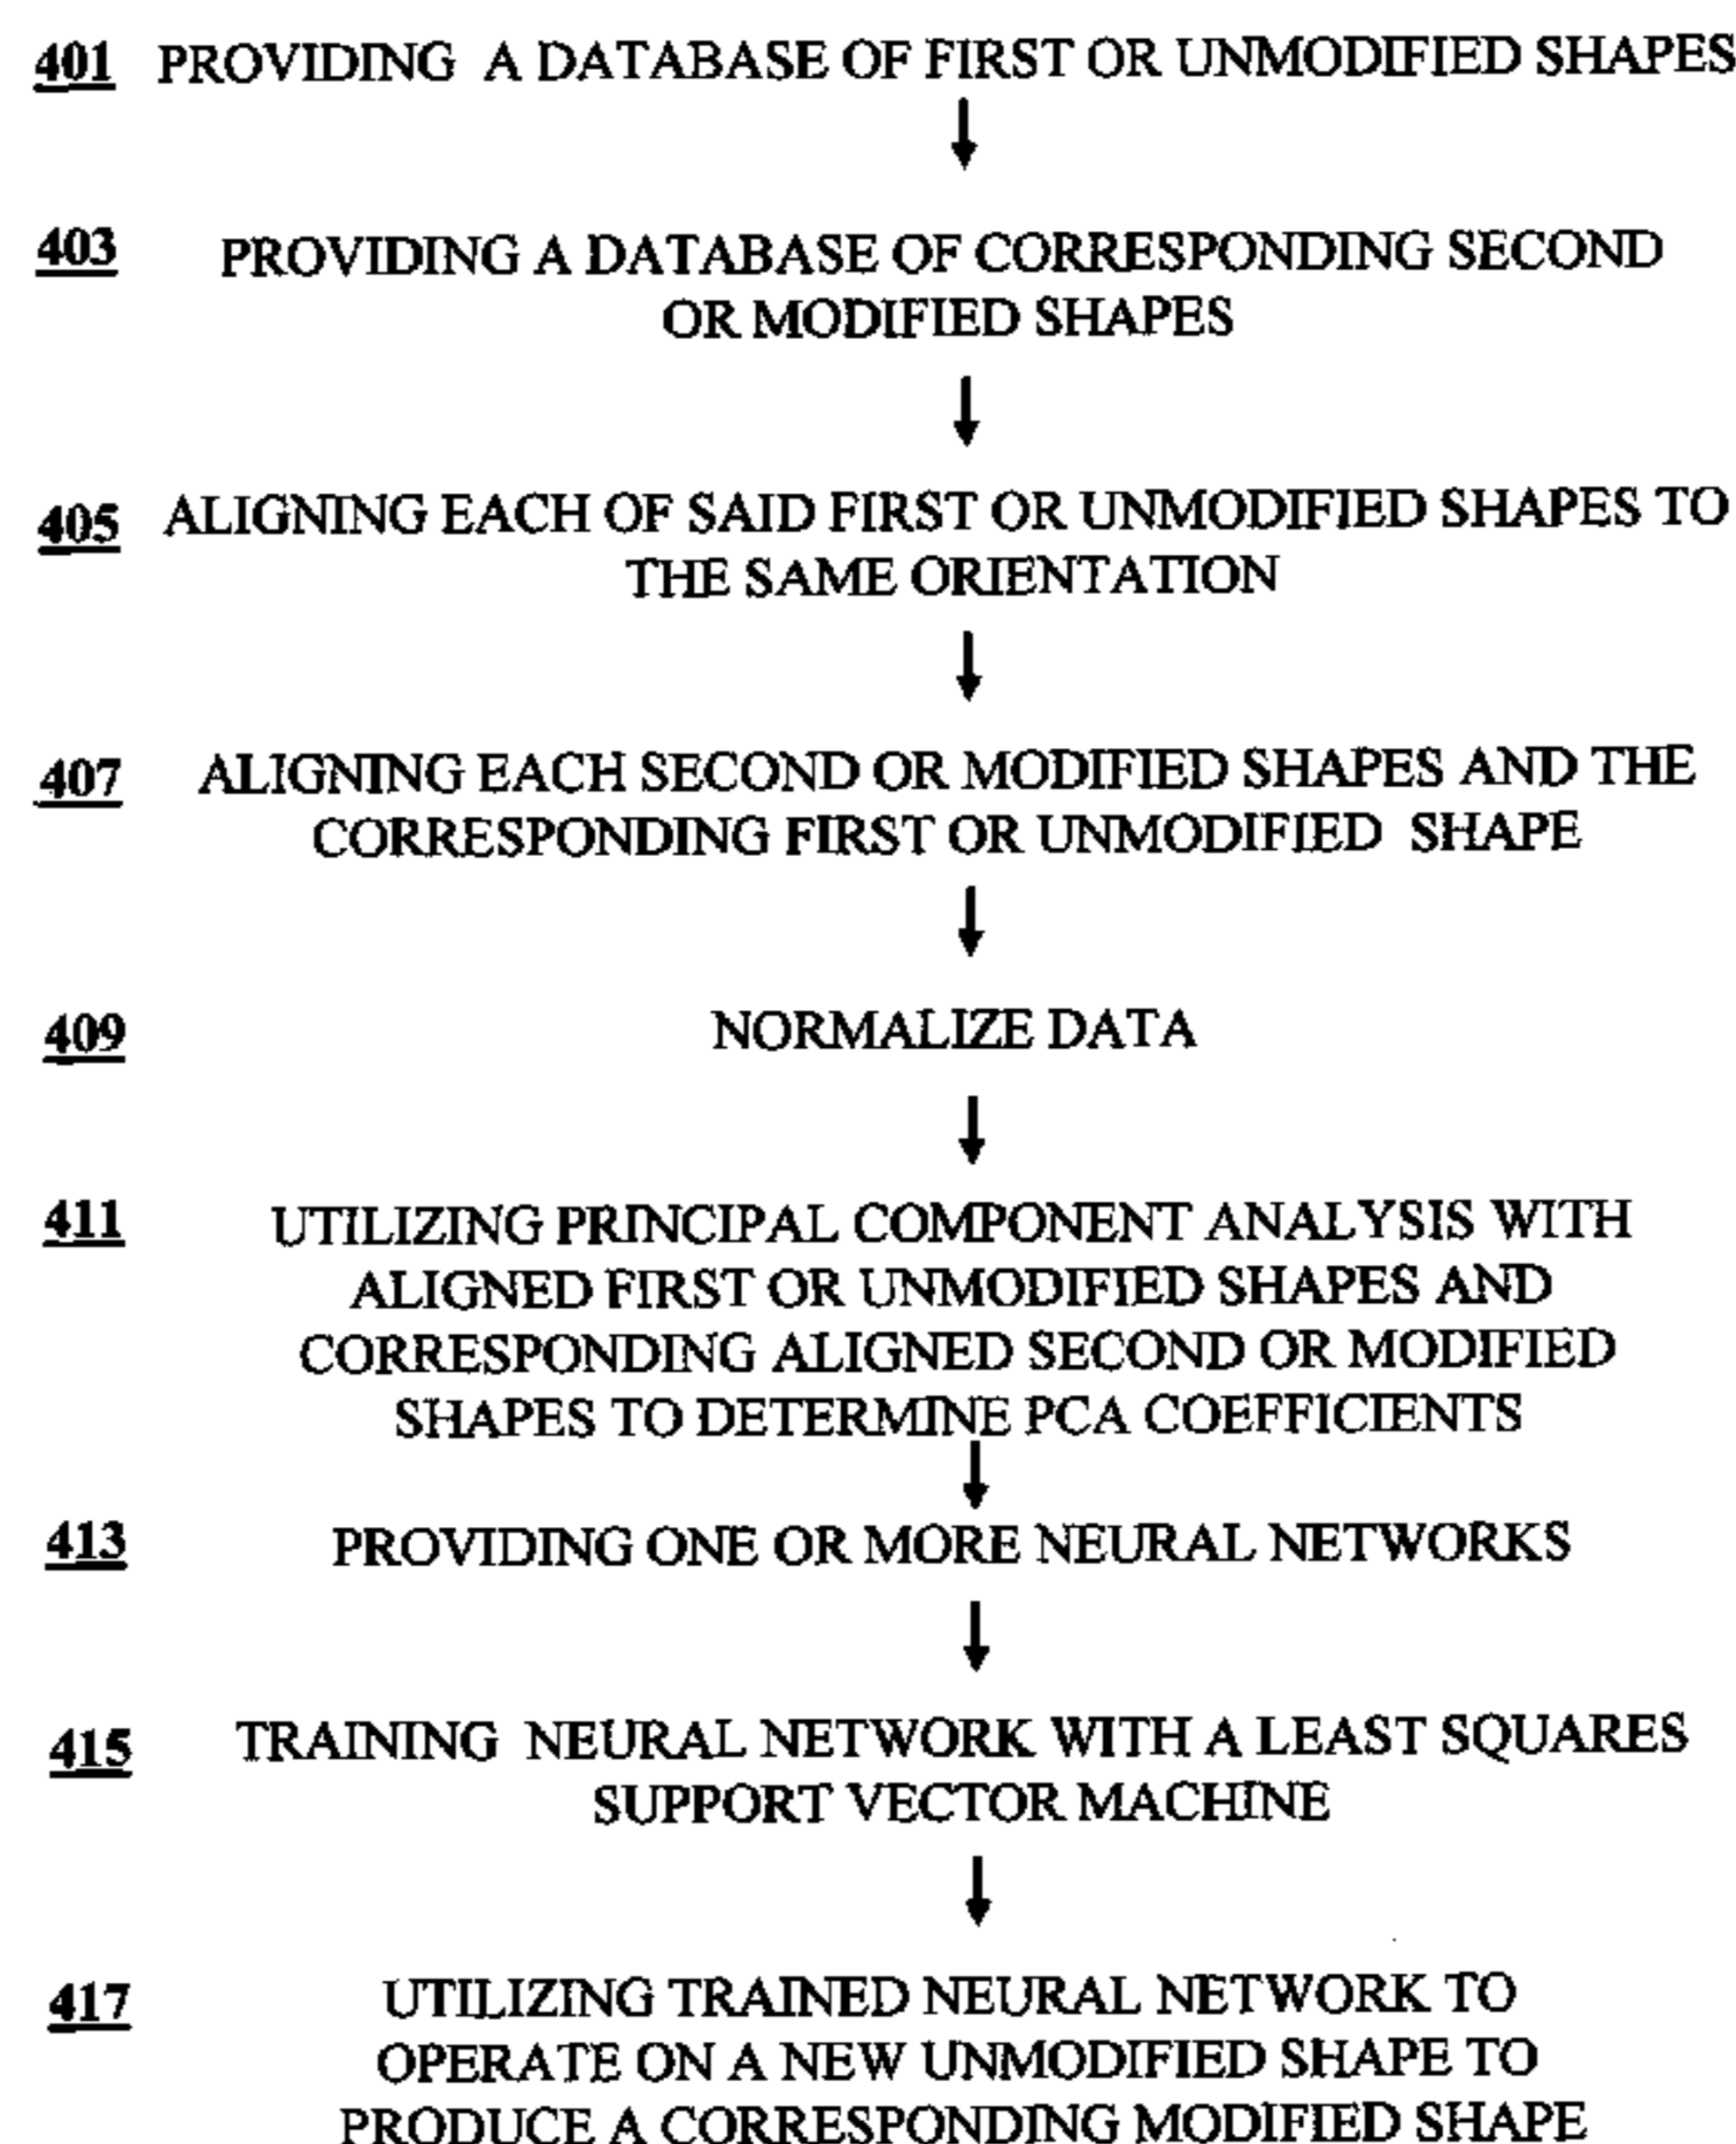 401 PROVIDING A DATABASE OF FIRST OR UNMODIFIED SHAPES
403 PROVIDING A DATABASE OF CORRESPONDING SECOND
OR MODIFIED SHAPES
405 ALIGNING EACH OF SAID FIRST OR UNMODIFIED SHAPES TO
THE SAME ORIENTATION
407 ALIGNING EACH SECOND OR MODIFIED SHAPES AND THE
CORRESPONDING FIRST OR UNMODIFIED SHAPE
409 NORMALIZE DATA
411 UTILIZING PRINCIPAL COMPONENT ANALYSIS WITH
ALIGNED FIRST OR UNMODIFIED SHAPES AND
CORRESPONDING ALIGNED SECOND OR MODIFIED
SHAPES TO DETERMINE PCA COEFFICIENTS
413 PROVIDING ONE OR MORE NEURAL NETWORKS
415 TRAINING NEURAL NETWORK WITH A LEAST SQUARES
SUPPORT VECTOR MACHINE
417 UTILIZING TRAINED NEURAL NETWORK TO
OPERATE ON A NEW UNMODIFIED SHAPE TO
PRODUCE A CORRESPONDING MODIFIED SHAPE